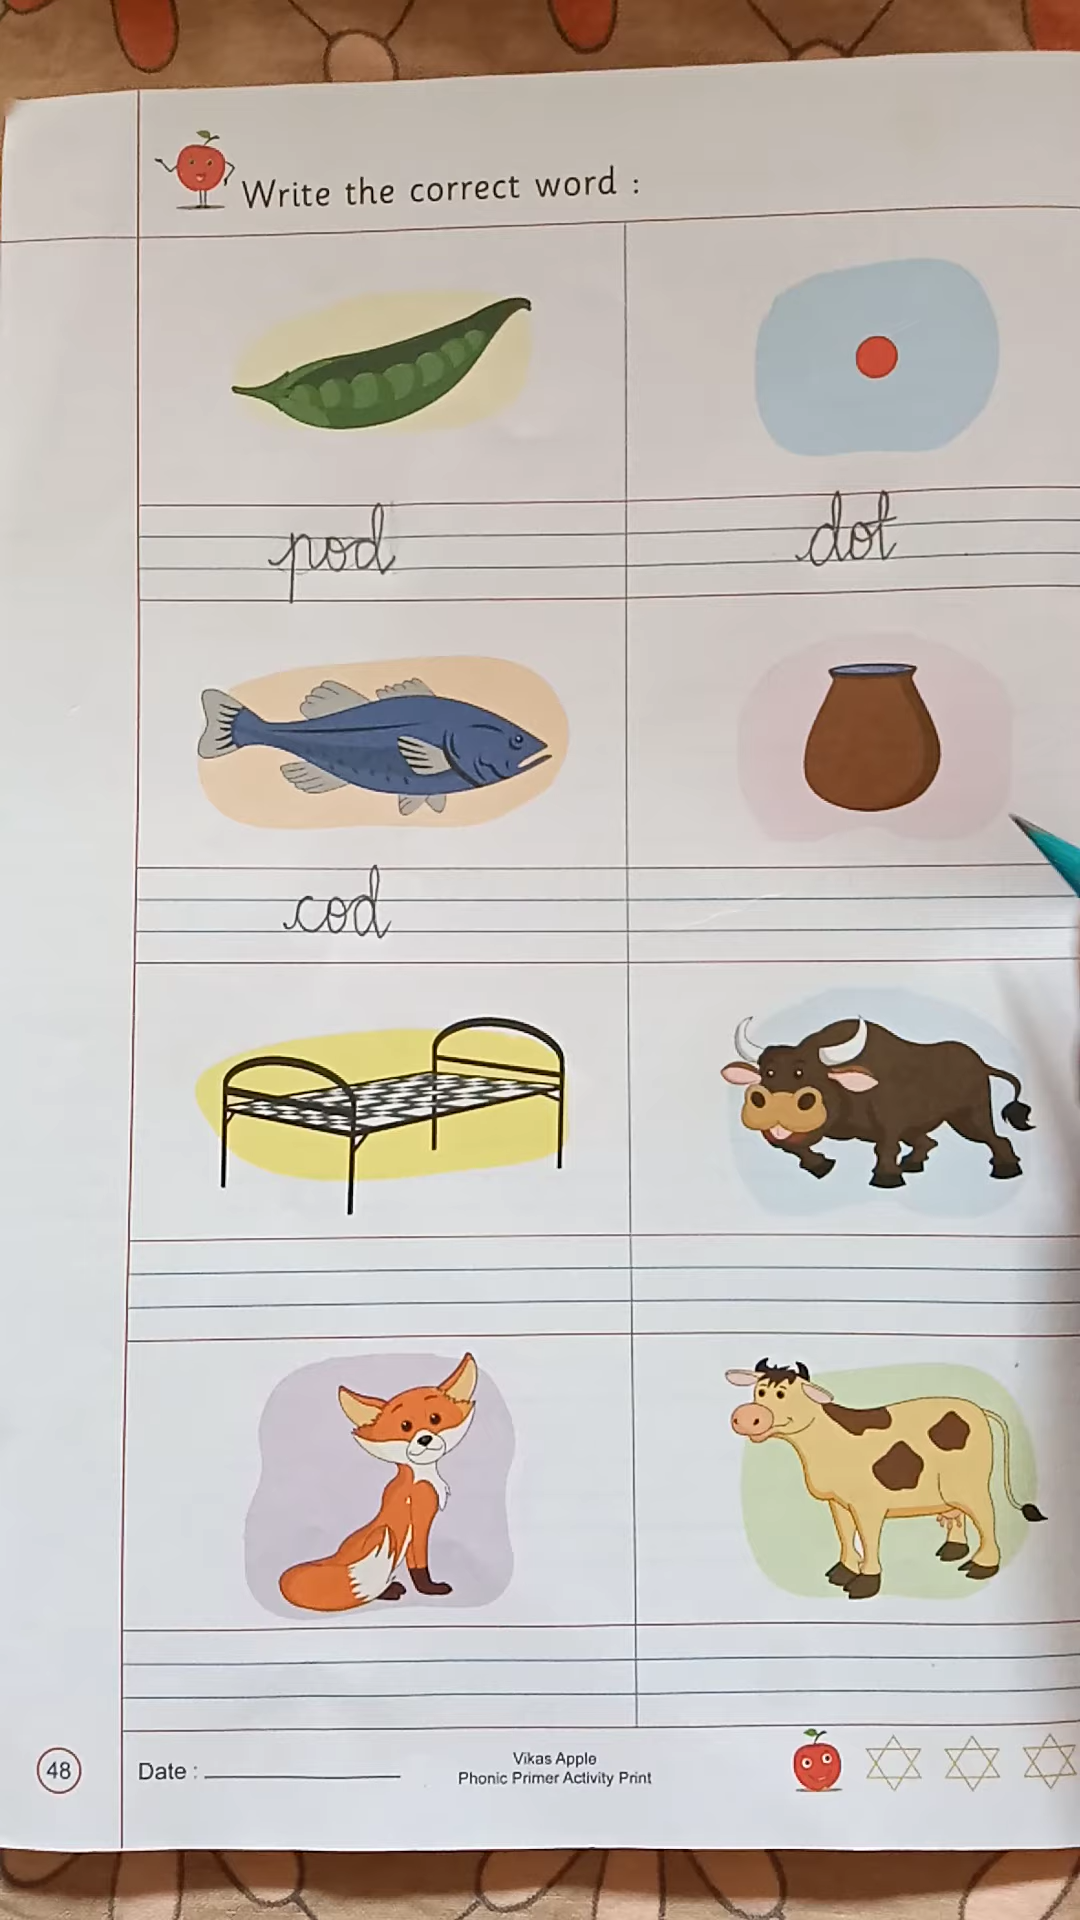 Write the correct word :
pod
dot
cod
48
Date :
Vikas Apple
Phonic Primer Activity Print